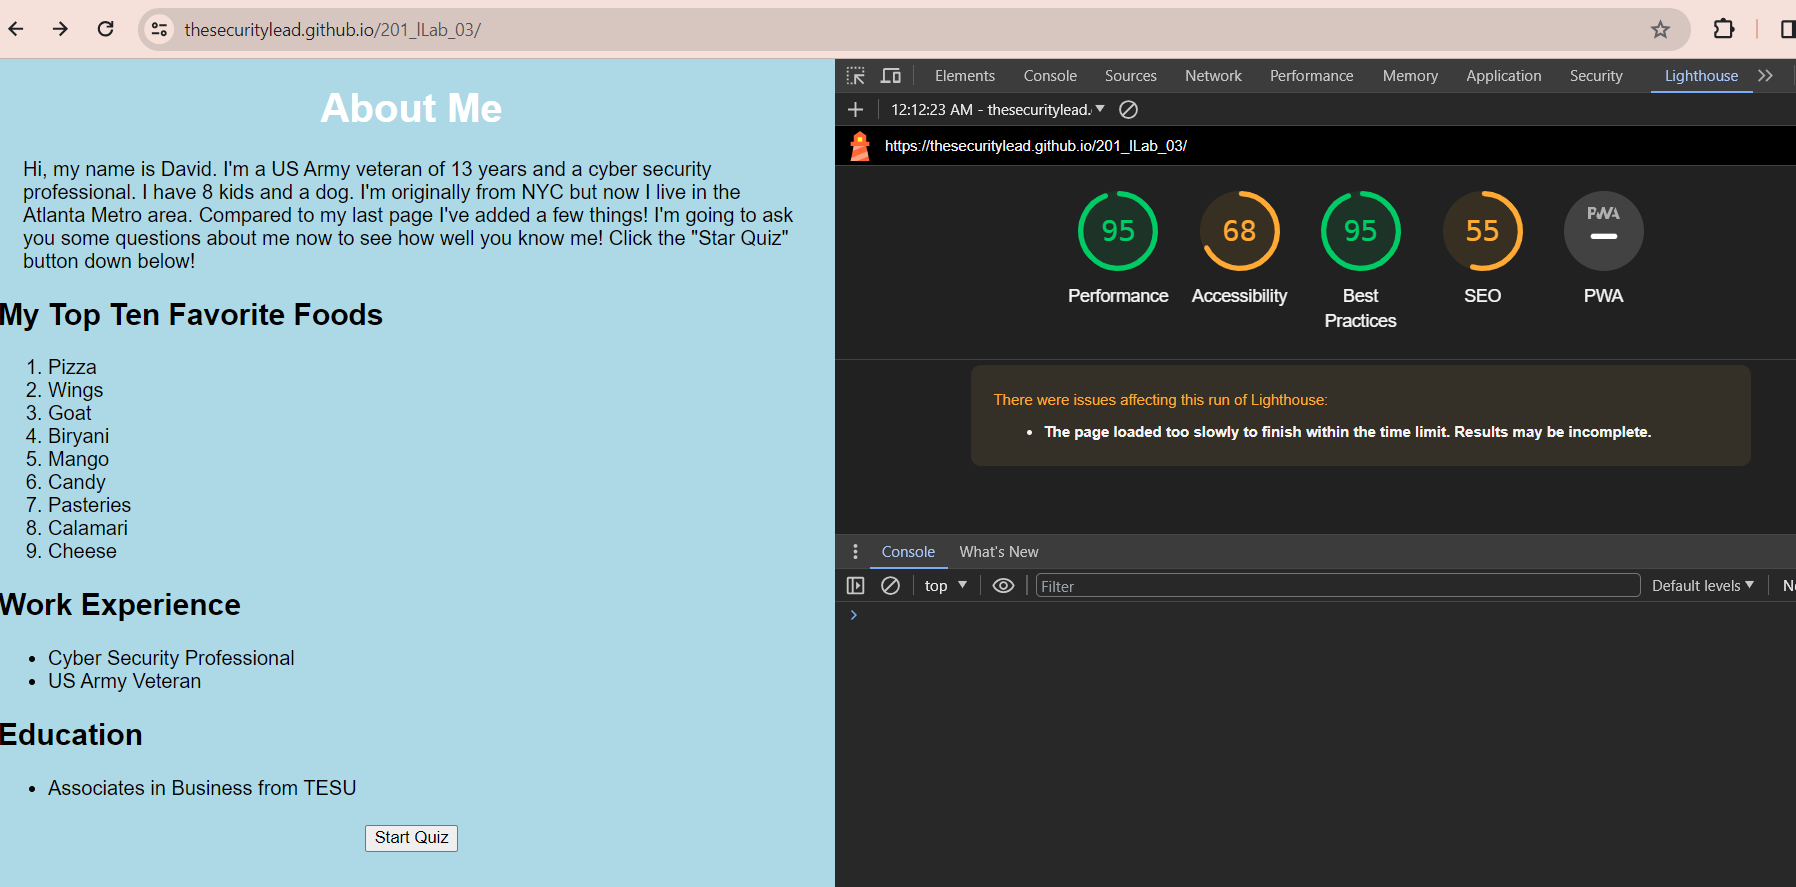 thesecuritylead.github.io/201_lLab_03/
About Me
Hi, my name is David. I'm a US Army veteran of 13 years and a cyber security
professional. I have 8 kids and a dog. I'm originally from NYC but now I live in the
Atlanta Metro area. Compared to my last page I've added a few things! I'm going to ask
you some questions about me now to see how well you know me! Click the "Star Quiz"
button down below!
My Top Ten Favorite Foods
1. Pizza
2. Wings
3. Goat
4. Biryani
5. Mango
6. Candy
7. Pasteries
8. Calamari
9. Cheese
Work Experience
• Cyber Security Professional
• US Army Veteran
Education
• Associates in Business from TESU
Start Quiz
Elements Console Sources Network Performance Memory Application Security Lighthouse
12:12:23 AM - thesecuritylead.
https://thesecuritylead.github.io/201_lLab_03/
95 68 95 55 PWA
Performance Accessibility Best Practices SEO PWA
There were issues affecting this run of Lighthouse:
• The page loaded too slowly to finish within the time limit. Results may be incomplete.
Console What's New
top Filter Default levels